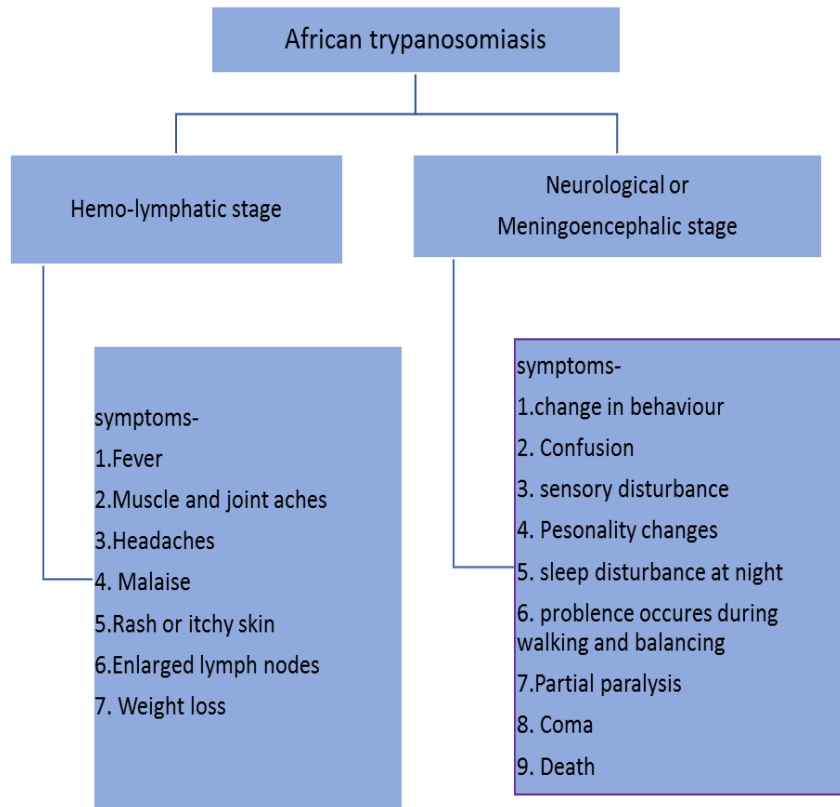 African trypanosomiasis
Hemo-lymphatic stage
Neurological or
Meningoencephalic stage
symptoms-
1.Fever
2.Muscle and joint aches
3.Headaches
4. Malaise
5.Rash or itchy skin
6.Enlarged lymph nodes
7. Weight loss
symptoms-
1.change in behaviour
2. Confusion
3. sensory disturbance
4. Pesonality changes
5. sleep disturbance at night
6. problence occures during
walking and balancing
7.Partial paralysis
8. Coma
9. Death